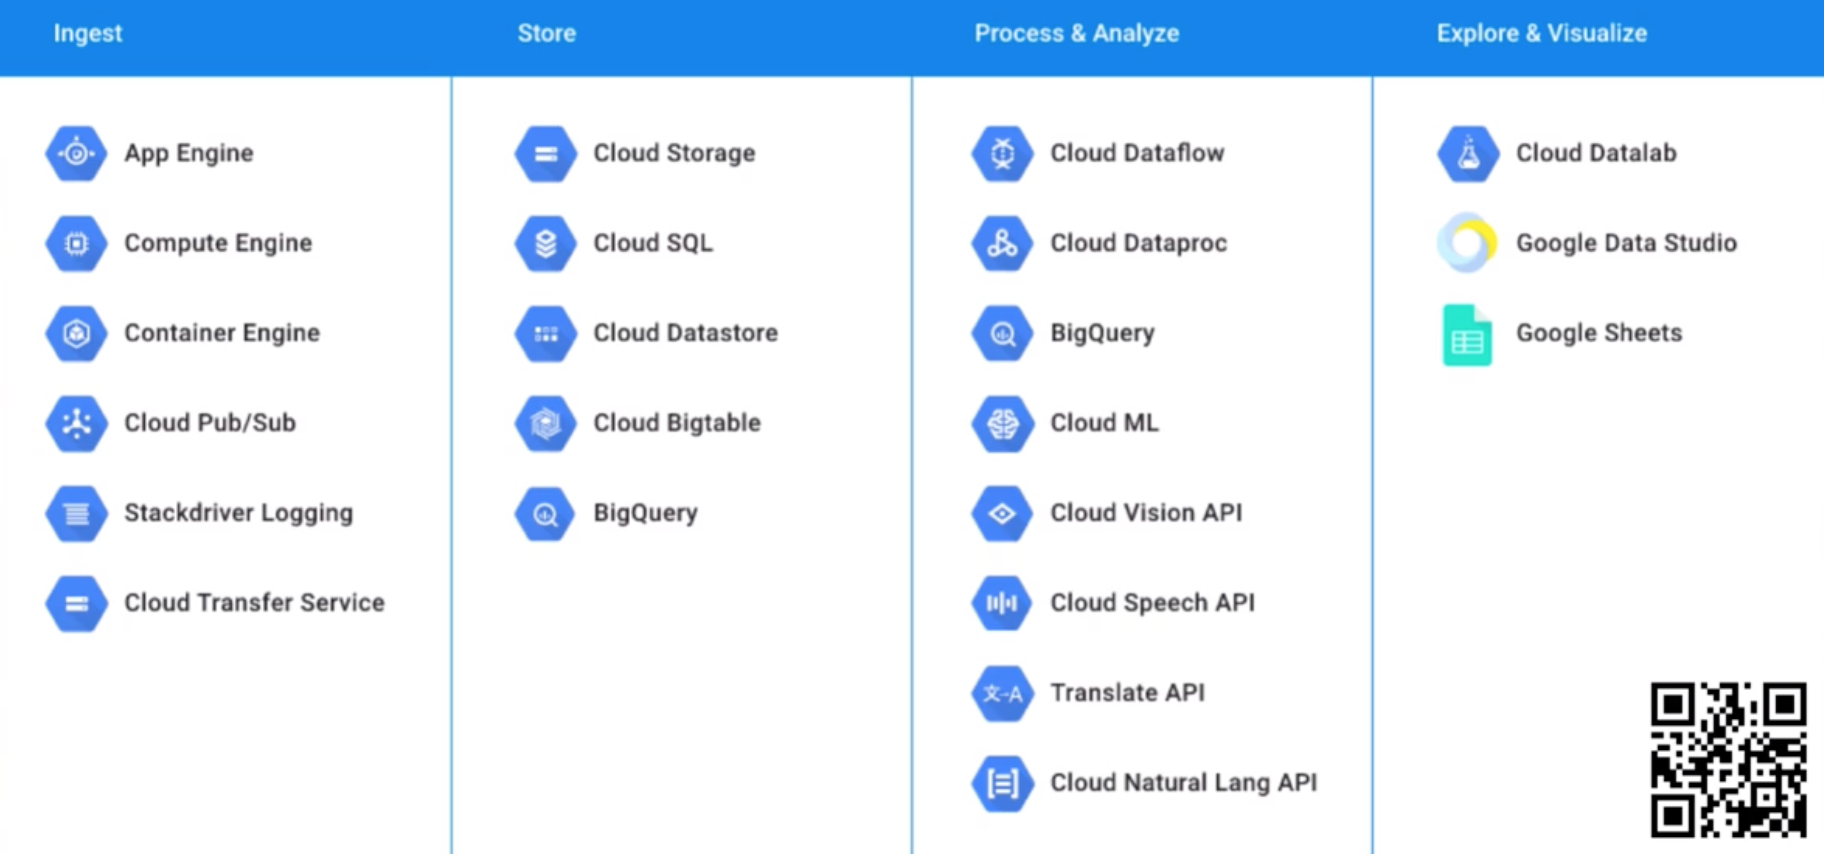 Ingest
App Engine
Compute Engine
Container Engine
Cloud Pub/Sub
Stackdriver Logging
Cloud Transfer Service
Store
Cloud Storage
Cloud SQL
Cloud Datastore
Cloud Bigtable
BigQuery
Process & Analyze
Cloud Dataflow
Cloud Dataproc
BigQuery
Cloud ML
Cloud Vision API
Cloud Speech API
文-A Translate API
Cloud Natural Lang API
Explore & Visualize
Cloud Datalab
Google Data Studio
Google Sheets